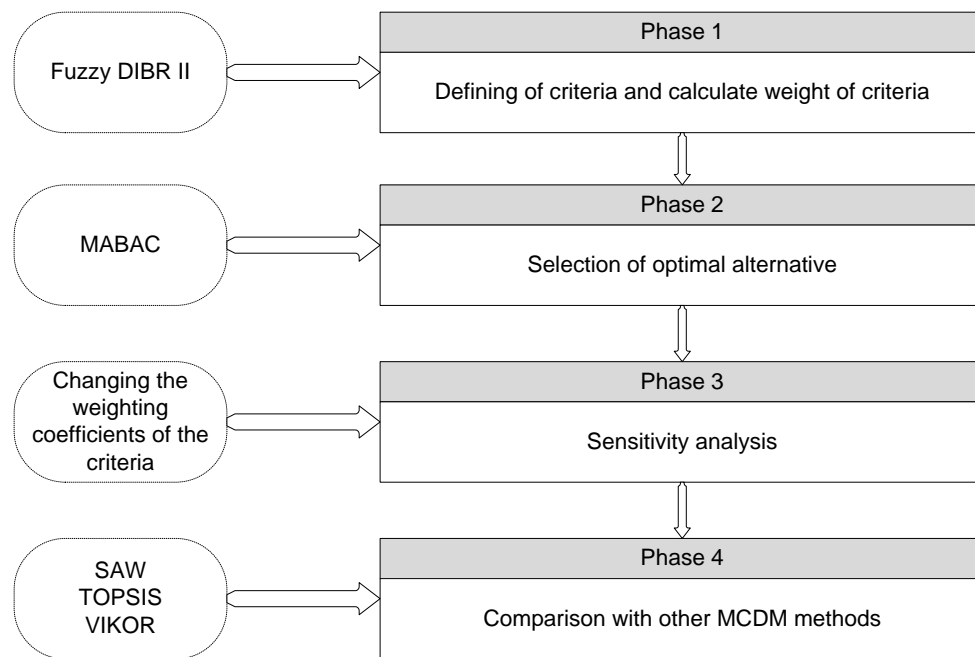 Phase 1
Fuzzy DIBR II
Defining of criteria and calculate weight of criteria
Phase 2
MABAC
Selection of optimal alternative
Phase 3
Changing the
weighting
coefficients of the
criteria
Sensitivity analysis
Phase 4
SAW
TOPSIS
VIKOR
Comparison with other MCDM methods